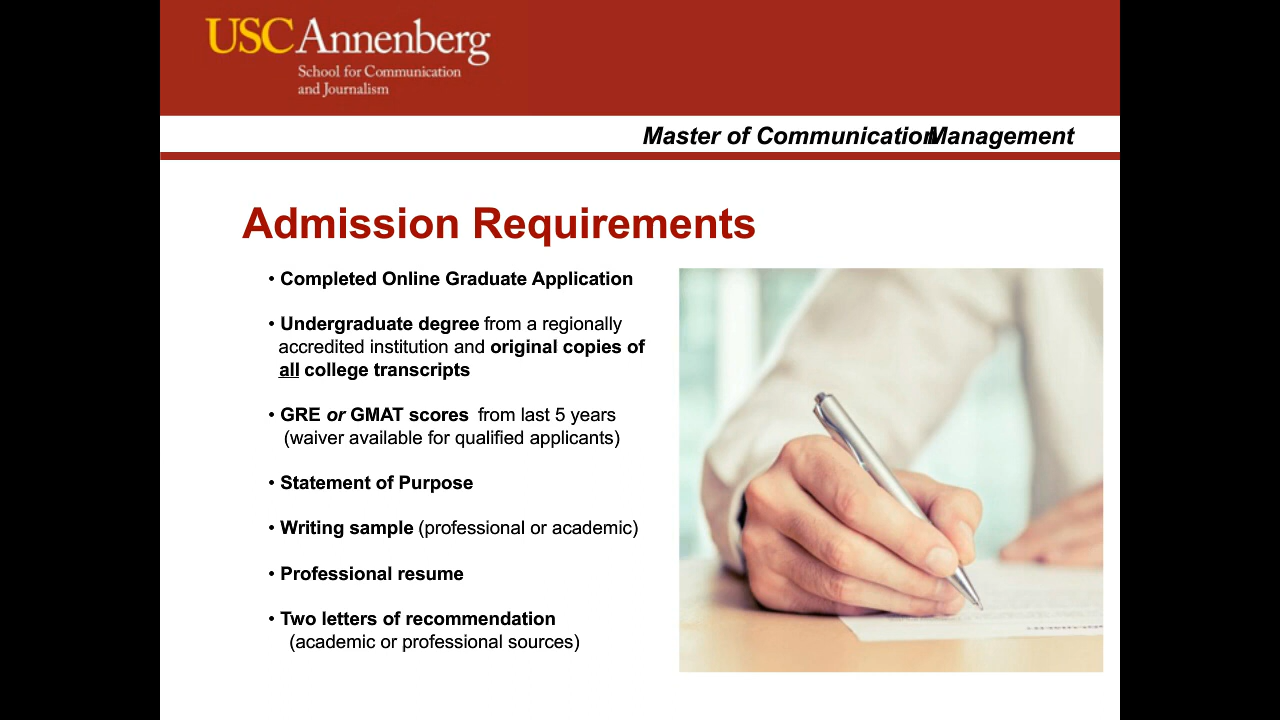 USC Annenberg
School for Communication
and Journalism
Master of Communication Management
Admission Requirements
• Completed Online Graduate Application
• Undergraduate degree from a regionally
accredited institution and original copies of
all college transcripts
• GRE or GMAT scores from last 5 years
(waiver available for qualified applicants)
• Statement of Purpose
• Writing sample (professional or academic)
• Professional resume
• Two letters of recommendation
(academic or professional sources)